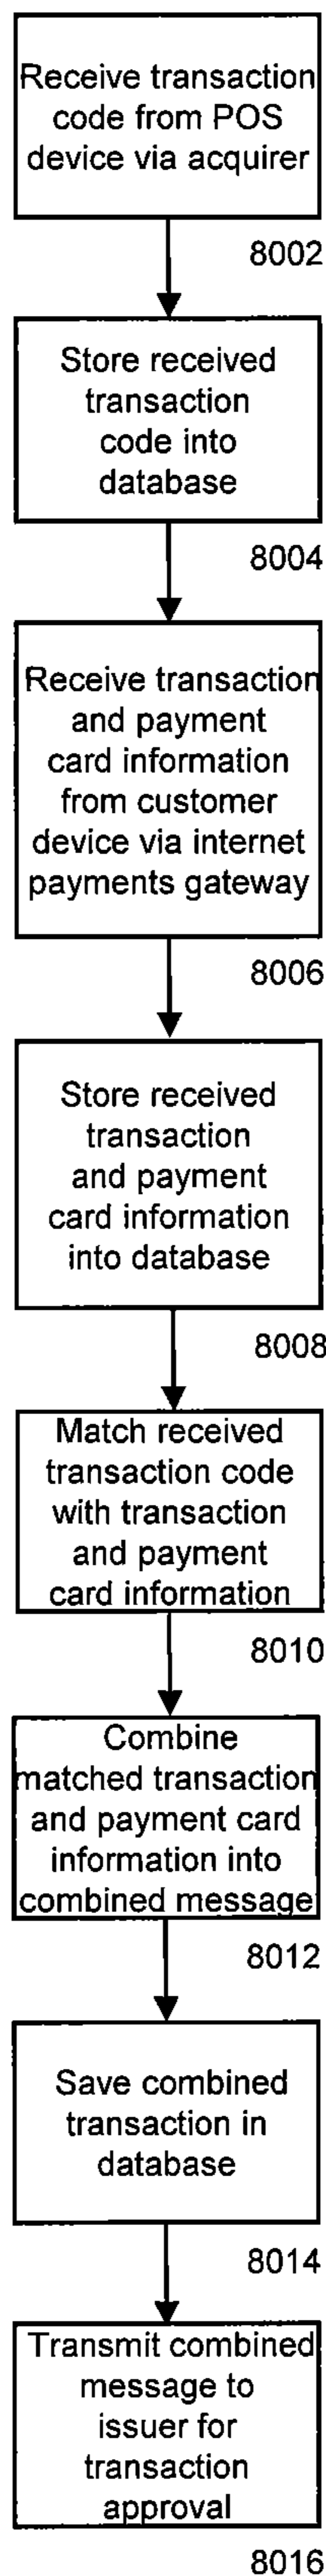 Receive transaction
code from POS
device via acquirer
8002
Store received
transaction
code into
database
8004
Receive transaction
and payment
card information
from customer
device via internet
payments gateway
8006
Store received
transaction
and payment
card information
into database
8008
Match received
transaction code
with transaction
and payment
card information
8010
Combine
matched transaction
and payment card
information into
combined message
8012
Save combined
transaction in
database
8014
Transmit combined
message to
issuer for
transaction
approval
8016